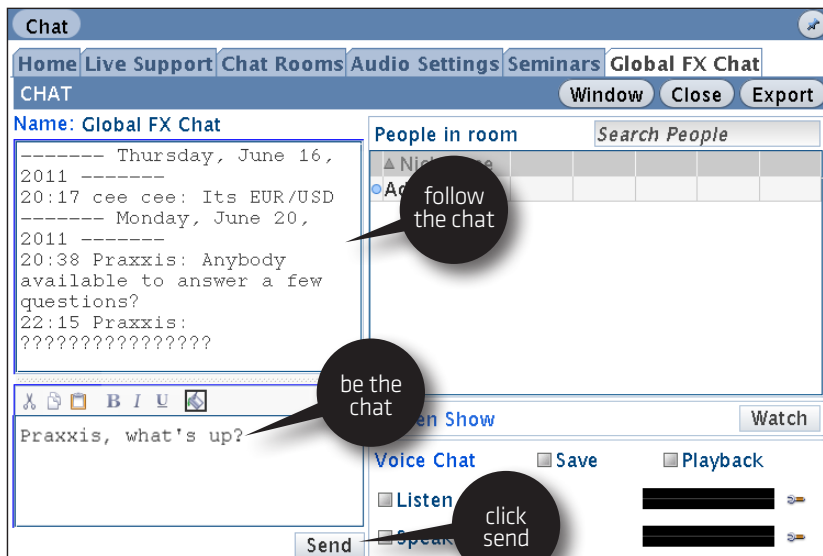 Chat
Home Live Support Chat Rooms Audio Settings Seminars Global FX Chat
CHAT
Window Close Export
Name: Global FX Chat
------- Thursday, June 16,
2011 -------
20:17 cee cee: Its EUR/USD
------- Monday, June 20,
2011 -------
20:38 Praxxis: Anybody
available to answer a few
questions?
22:15 Praxxis:
????????????????
People in room
Search People
follow
the chat
B I U
be the
chat
Praxxis, what's up?
Send
Show
Watch
Voice Chat
Save
Playback
Listen
click
send